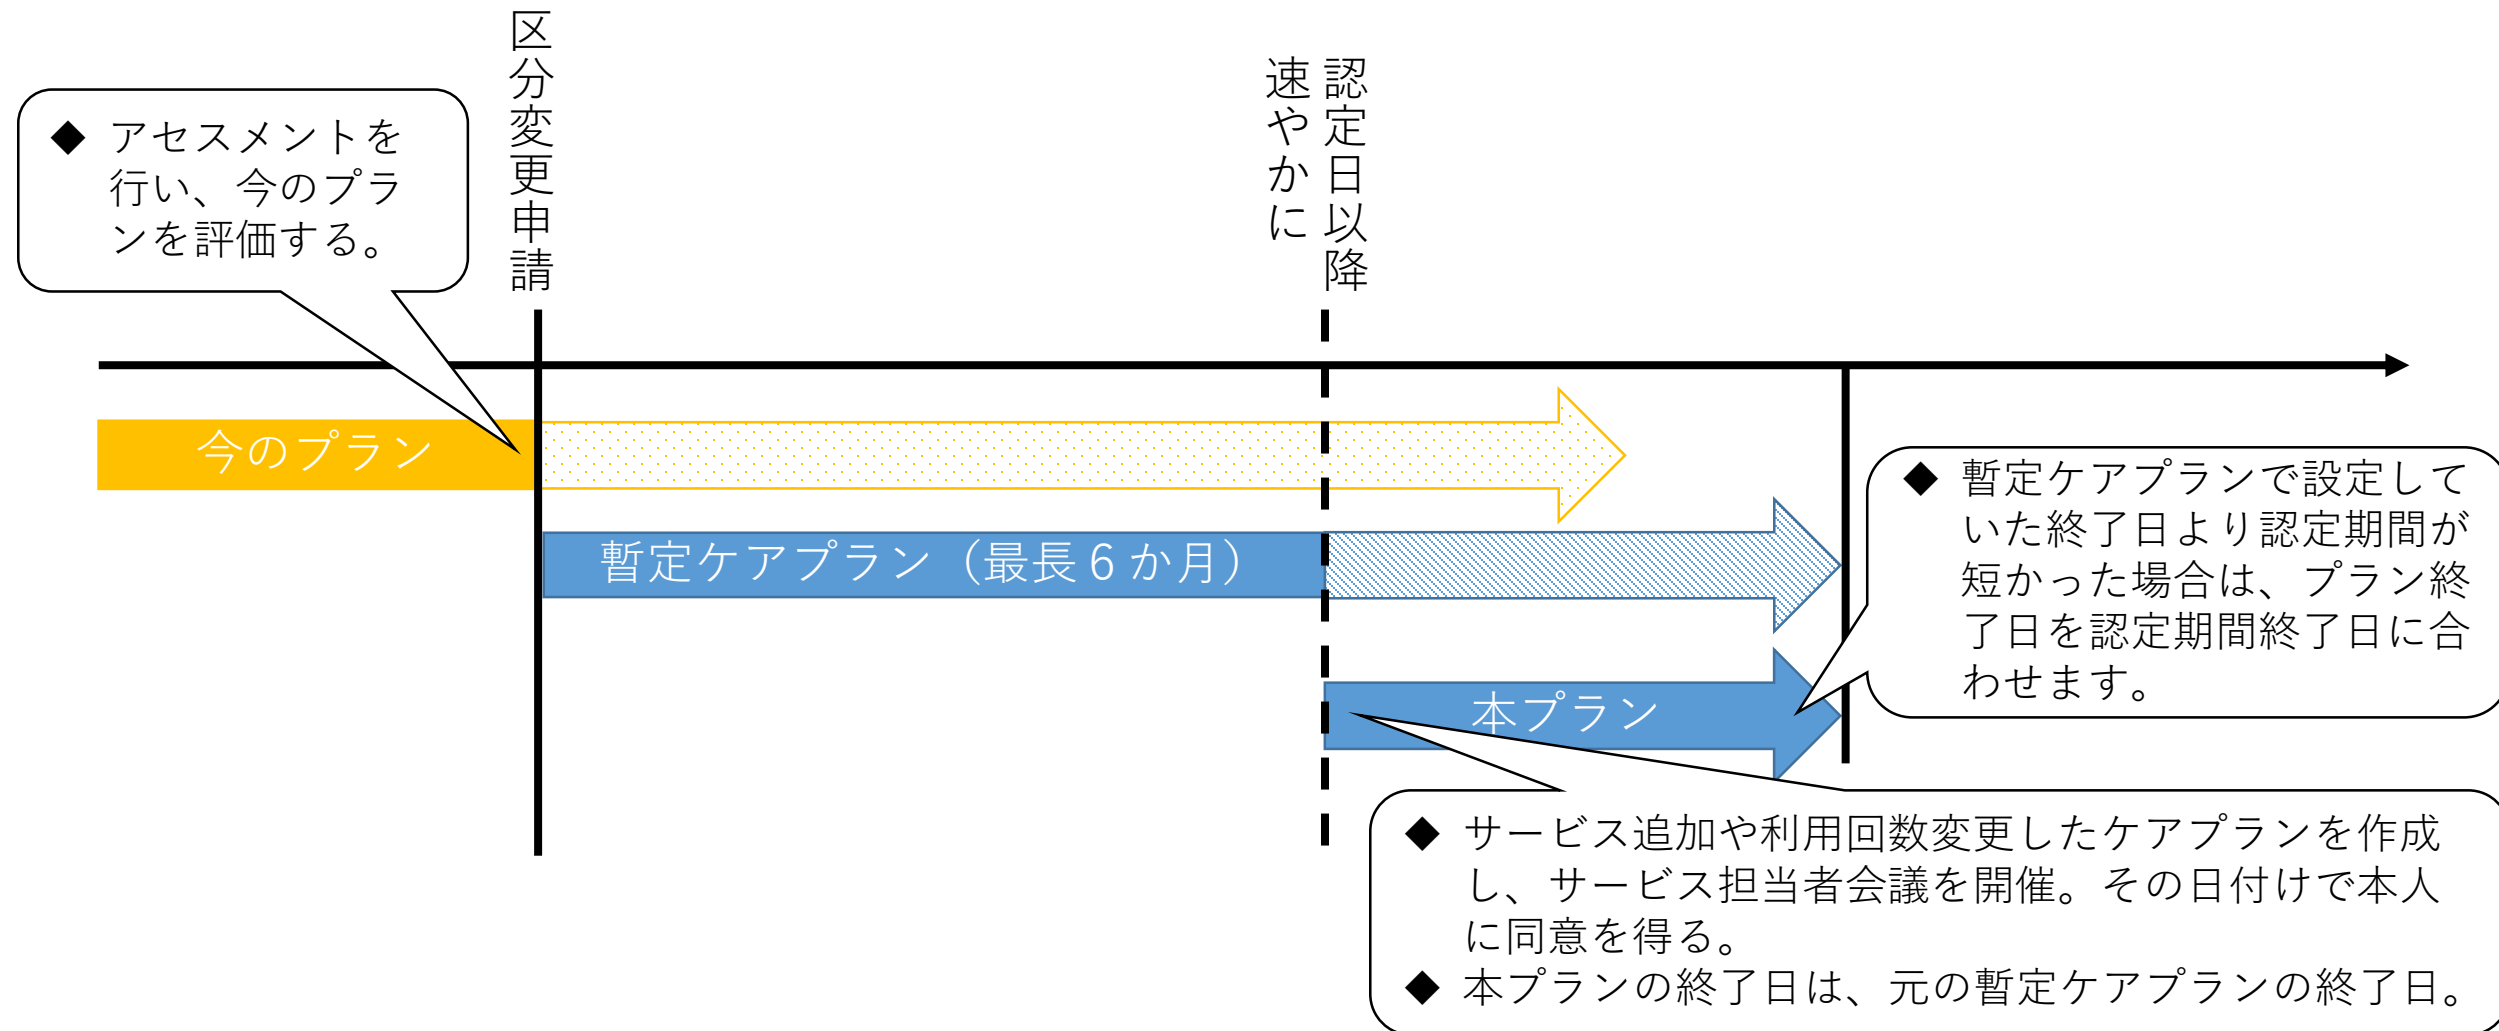 区分変更申請
認定日以降
速やかに
◆ アセスメントを
行い、今のプラ
ンを評価する。
今のプラン
暫定ケアプラン（最長６か月）
◆ 暫定ケアプランで設定して
いた終了日より認定期間が
短かった場合は、プラン終
了日を認定期間終了日に合
わせます。
本プラン
◆ サービス追加や利用回数変更したケアプランを作成
し、サービス担当者会議を開催。その日付けで本人
に同意を得る。
◆ 本プランの終了日は、元の暫定ケアプランの終了日。